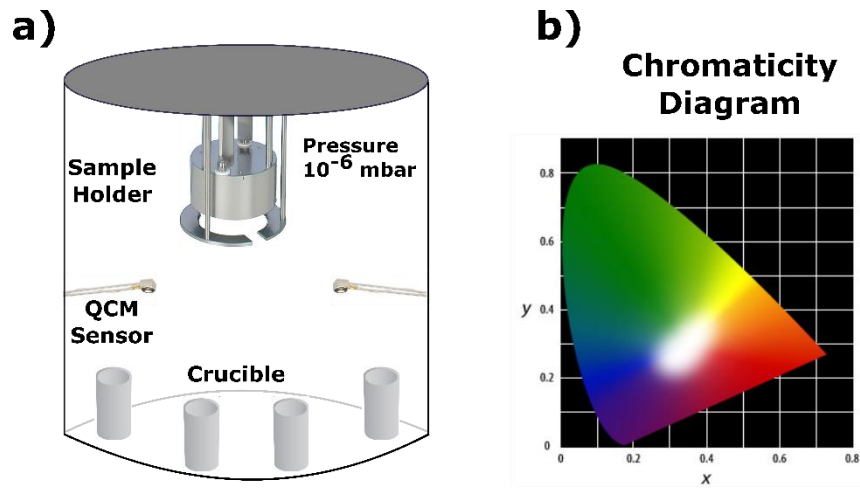 a)
Sample
Holder
Pressure
10⁻⁶ mbar
QCM
Sensor
Crucible
b)
Chromaticity
Diagram
0.8
0.6
y 0.4
0.2
0
0 0.2 0.4 0.6 0.8
x